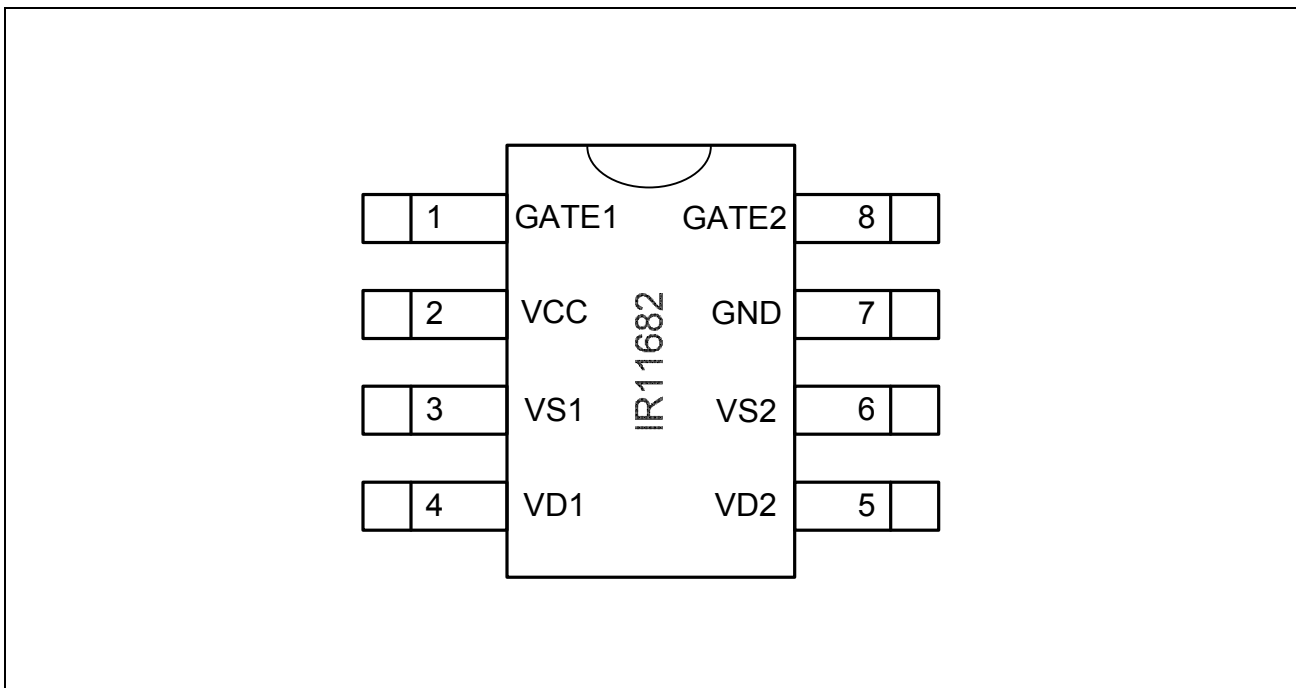 1 GATE1 GATE2 8
2 VCC GND 7
3 VS1 VS2 6
4 VD1 VD2 5
IR11682